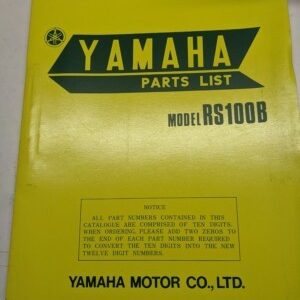 YAMAHA
PARTS LIST
MODEL RS100B
NOTICE
ALL PART NUMBERS CONTAINED IN THIS
CATALOGUE ARE COMPRISED OF TEN DIGITS.
WHEN ORDERING, PLEASE ADD TWO ZEROS TO
THE END OF EACH PART NUMBER REQUIRED
TO CONVERT THE TEN DIGITS INTO THE NEW
TWELVE DIGIT NUMBERS.
YAMAHA MOTOR CO., LTD.